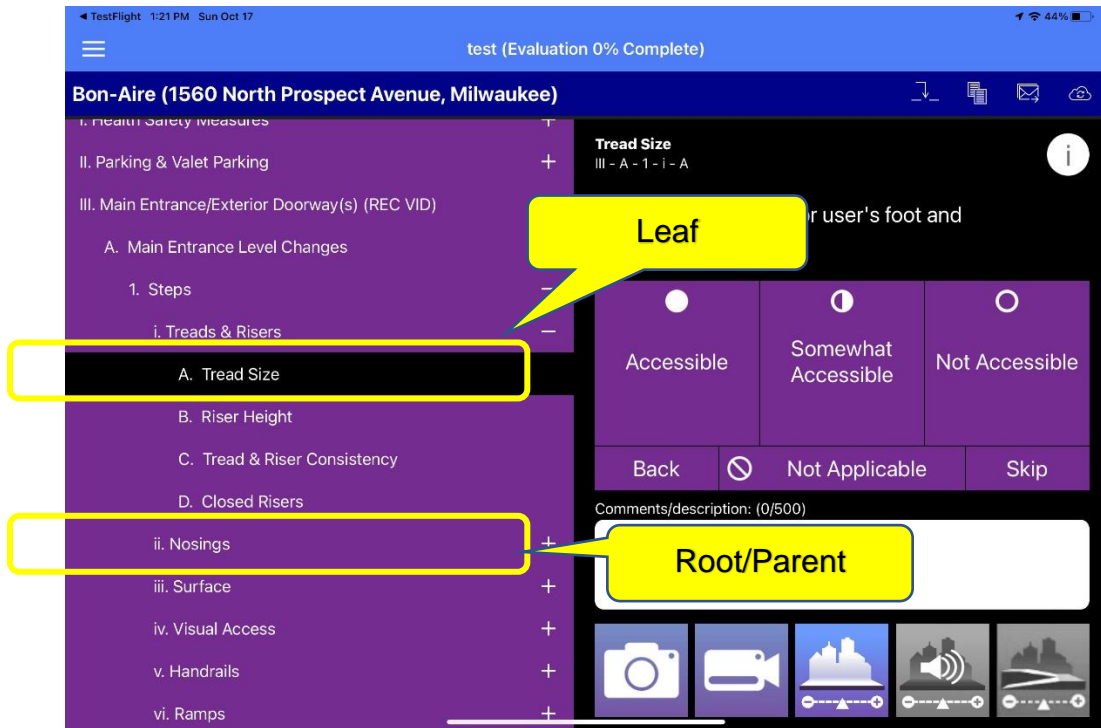 TestFlight 1:21 PM Sun Oct 17
44%
test (Evaluation 0% Complete)
Bon-Aire (1560 North Prospect Avenue, Milwaukee)
I. Health Safety Measures +
II. Parking & Valet Parking +
III. Main Entrance/Exterior Doorway(s) (REC VID)
A. Main Entrance Level Changes
1. Steps –
i. Treads & Risers –
A. Tread Size
B. Riser Height
C. Tread & Riser Consistency
D. Closed Risers
ii. Nosings +
iii. Surface +
iv. Visual Access +
v. Handrails +
vi. Ramps +
Leaf
Root/Parent
Tread Size
III - A - 1 - i - A
i
user's foot and
Accessible
Somewhat
Accessible
Not Accessible
Back
Not Applicable
Skip
Comments/description: (0/500)